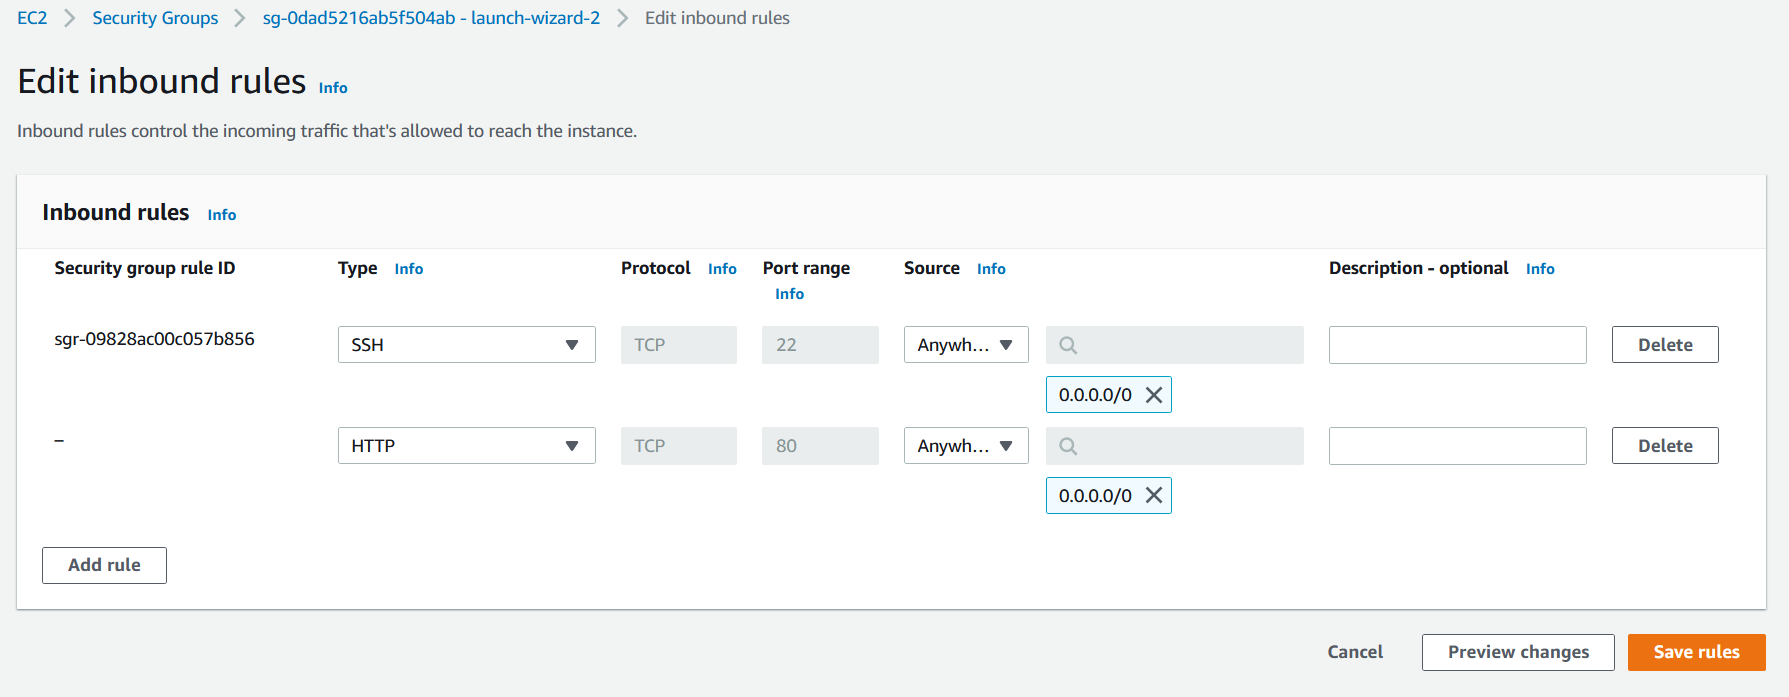 EC2 > Security Groups > sg-0dad5216ab5f504ab - launch-wizard-2 > Edit inbound rules
Edit inbound rules Info
Inbound rules control the incoming traffic that's allowed to reach the instance.
Inbound rules Info
Security group rule ID Type Info Protocol Info Port range Info Source Info Description - optional Info
sgr-09828ac00c057b856 SSH TCP 22 Anywh... Delete
0.0.0.0/0
– HTTP TCP 80 Anywh... Delete
0.0.0.0/0
Add rule
Cancel Preview changes Save rules